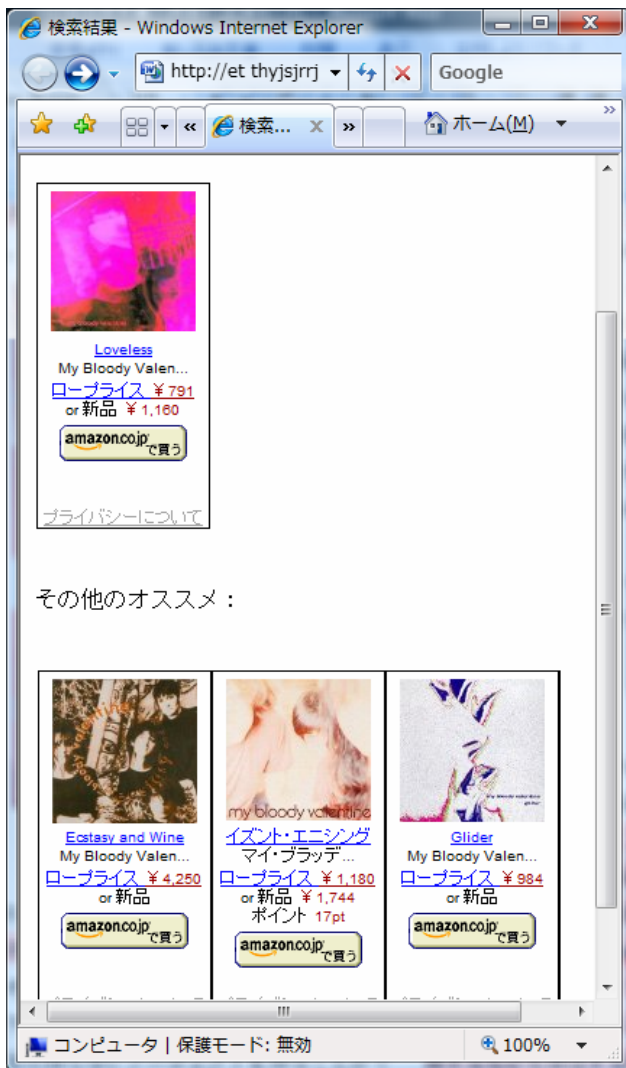 検索結果 - Windows Internet Explorer
http://et thyjsjrrj
Google
検索...
ホーム(M)
Loveless
My Bloody Valen...
ロープライス ¥791
or 新品 ¥1,160
amazon.co.jp
で買う
プライバシーについて
その他のオススメ：
my bloody valentine
Ecstasy and Wine
My Bloody Valen...
ロープライス ¥4,250
or 新品
amazon.co.jp
で買う
my bloody valentine
イズント・エニシング
マイ・ブラッデ...
ロープライス ¥1,180
or 新品 ¥1,744
ポイント 17pt
amazon.co.jp
で買う
Glider
My Bloody Valen...
ロープライス ¥984
or 新品
amazon.co.jp
で買う
コンピュータ | 保護モード: 無効
100%